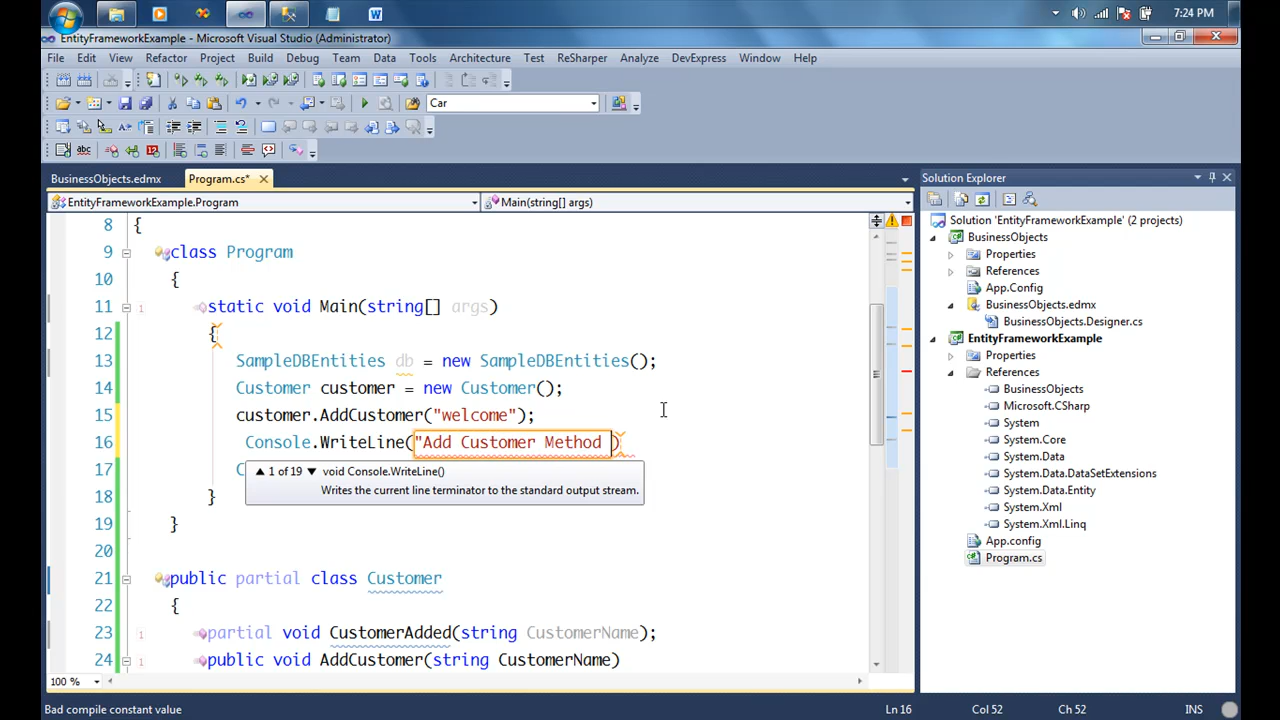 7:24 PM
EntityFrameworkExample - Microsoft Visual Studio (Administrator)
File Edit View Refactor Project Build Debug Team Data Tools Architecture Test ReSharper Analyze DevExpress Window Help
Car
BusinessObjects.edmx Program.cs*
EntityFrameworkExample.Program Main(string[] args)
8 {
9 class Program
10 {
11 static void Main(string[] args)
12 {
13 SampleDBEntities db = new SampleDBEntities();
14 Customer customer = new Customer();
15 customer.AddCustomer("welcome");
16 Console.WriteLine("Add Customer Method )
17 C
1 of 19 void Console.WriteLine()
Writes the current line terminator to the standard output stream.
18 }
19 }
20
21 public partial class Customer
22 {
23 partial void CustomerAdded(string CustomerName);
24 public void AddCustomer(string CustomerName)
100 %
Solution Explorer
Solution 'EntityFrameworkExample' (2 projects)
BusinessObjects
Properties
References
App.Config
BusinessObjects.edmx
BusinessObjects.Designer.cs
EntityFrameworkExample
Properties
References
BusinessObjects
Microsoft.CSharp
System
System.Core
System.Data
System.Data.DataSetExtensions
System.Data.Entity
System.Xml
System.Xml.Linq
App.config
Program.cs
Bad compile constant value Ln 16 Col 52 Ch 52 INS